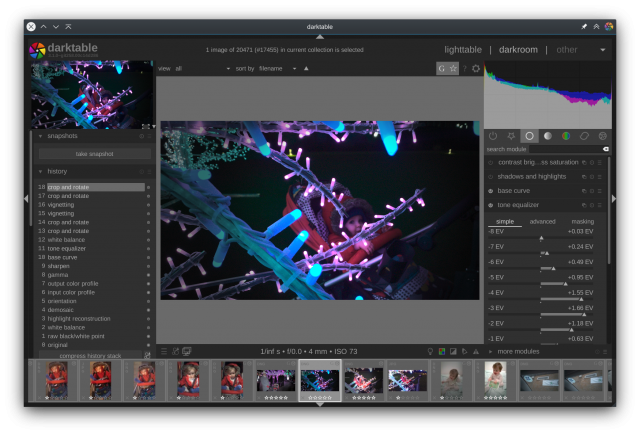 darktable
darktable
1 image of 20471 (#17455) in current collection is selected
lighttable | darkroom | other
view all
sort by filename
G ☆ ?
snapshots
take snapshot
history
18 crop and rotate
17 crop and rotate
16 vignetting
15 vignetting
14 crop and rotate
13 crop and rotate
12 white balance
11 tone equalizer
10 base curve
9 sharpen
8 gamma
7 output color profile
6 input color profile
5 orientation
4 demosaic
3 highlight reconstruction
2 white balance
1 raw black/white point
0 original
compress history stack
1/inf s • f/0.0 • 4 mm • ISO 73
search module
contrast brig...ss saturation
shadows and highlights
base curve
tone equalizer
simple advanced masking
-8 EV +0.03 EV
-7 EV +0.24 EV
-6 EV +0.49 EV
-5 EV +0.95 EV
-4 EV +1.55 EV
-3 EV +1.66 EV
-2 EV +1.18 EV
-1 EV +0.63 EV
more modules